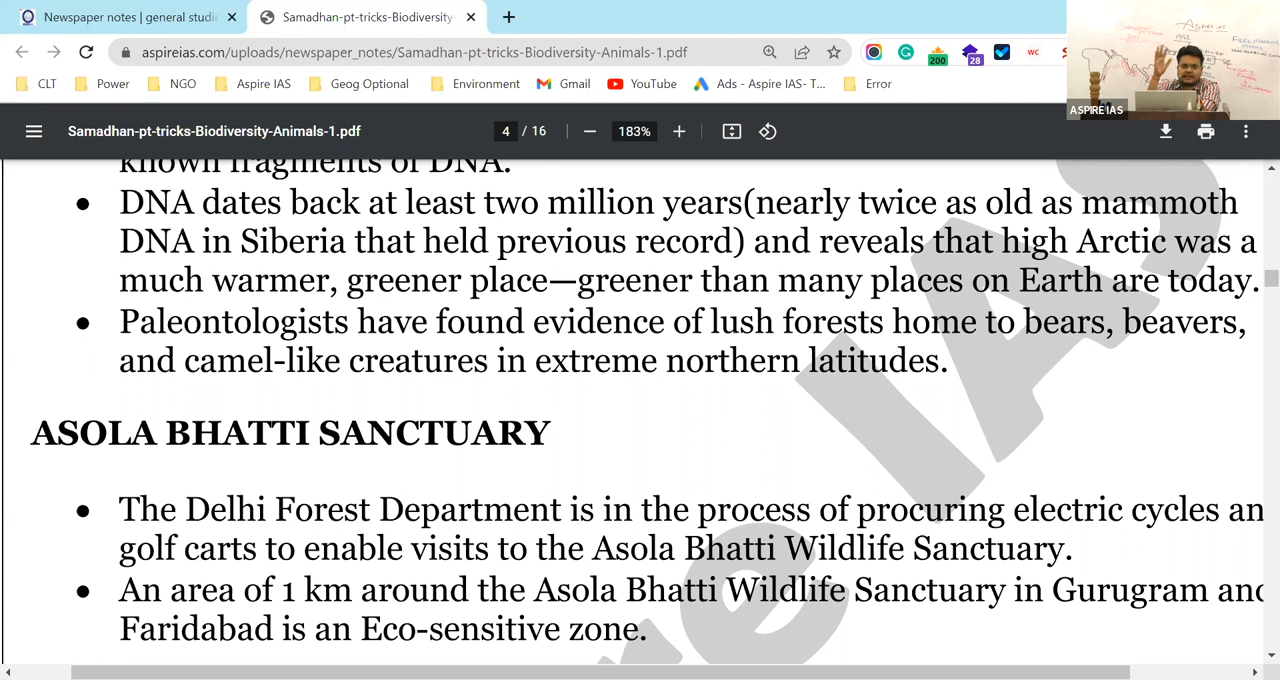 Newspaper notes | general studi
Samadhan-pt-tricks-Biodiversity-
aspireias.com/uploads/newspaper_notes/Samadhan-pt-tricks-Biodiversity-Animals-1.pdf
200
28
WC
CLT
Power
NGO
Aspire IAS
Geog Optional
Environment
Gmail
YouTube
Ads - Aspire IAS- T...
Error
ASPIRE IAS
Samadhan-pt-tricks-Biodiversity-Animals-1.pdf
4 / 16
183%
known fragments of DNA.
• DNA dates back at least two million years(nearly twice as old as mammoth
DNA in Siberia that held previous record) and reveals that high Arctic was a
much warmer, greener place—greener than many places on Earth are today.
• Paleontologists have found evidence of lush forests home to bears, beavers,
and camel-like creatures in extreme northern latitudes.
ASOLA BHATTI SANCTUARY
• The Delhi Forest Department is in the process of procuring electric cycles an
golf carts to enable visits to the Asola Bhatti Wildlife Sanctuary.
• An area of 1 km around the Asola Bhatti Wildlife Sanctuary in Gurugram and
Faridabad is an Eco-sensitive zone.